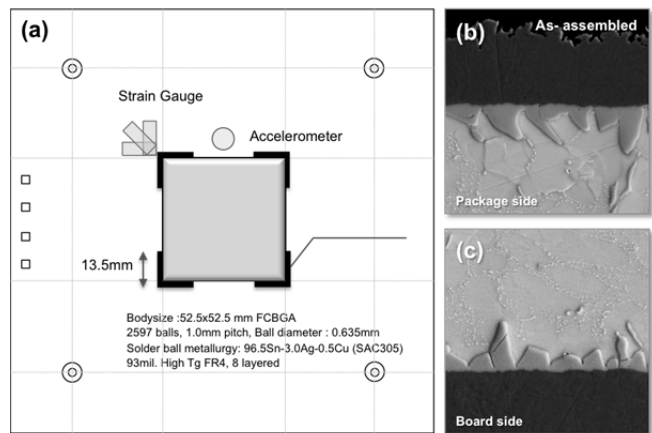 (a)
Strain Gauge
Accelerometer
13.5mm
Bodysize :52.5x52.5 mm FCBGA
2597 balls, 1.0mm pitch, Ball diameter : 0.635mm
Solder ball metallurgy: 96.5Sn-3.0Ag-0.5Cu (SAC305)
93mil. High Tg FR4, 8 layered
(b)
As- assembled
Package side
(c)
Board side